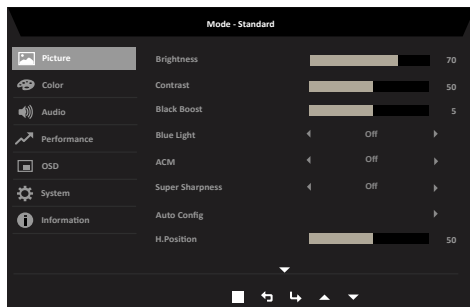 Mode - Standard
Picture
Brightness 70
Color
Contrast 50
Audio
Black Boost 5
Performance
Blue Light Off
OSD
ACM Off
System
Super Sharpness Off
Information
Auto Config
H.Position 50